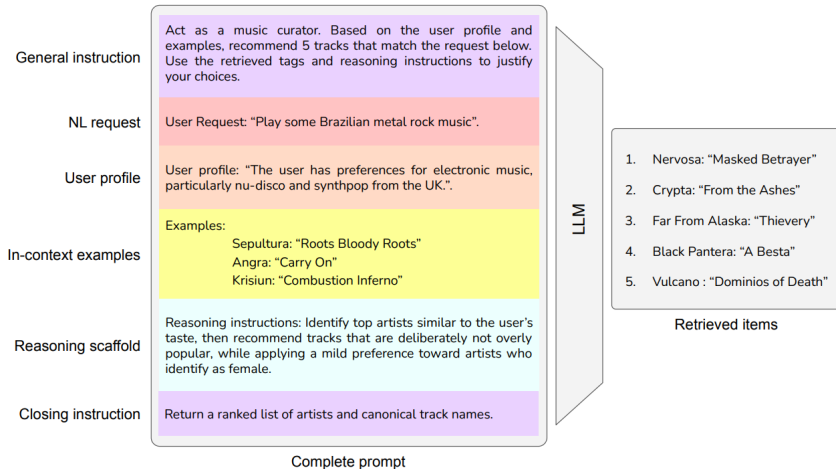 General instruction
Act as a music curator. Based on the user profile and
examples, recommend 5 tracks that match the request below.
Use the retrieved tags and reasoning instructions to justify
your choices.
NL request
User Request: “Play some Brazilian metal rock music”.
User profile
User profile: “The user has preferences for electronic music,
particularly nu-disco and synthpop from the UK.”.
In-context examples
Examples:
Sepultura: “Roots Bloody Roots”
Angra: “Carry On”
Krisiun: “Combustion Inferno”
Reasoning scaffold
Reasoning instructions: Identify top artists similar to the user’s
taste, then recommend tracks that are deliberately not overly
popular, while applying a mild preference toward artists who
identify as female.
Closing instruction
Return a ranked list of artists and canonical track names.
Complete prompt
LLM
1. Nervosa: “Masked Betrayer”
2. Crypta: “From the Ashes”
3. Far From Alaska: “Thievery”
4. Black Pantera: “A Besta”
5. Vulcano : “Dominios of Death”
Retrieved items